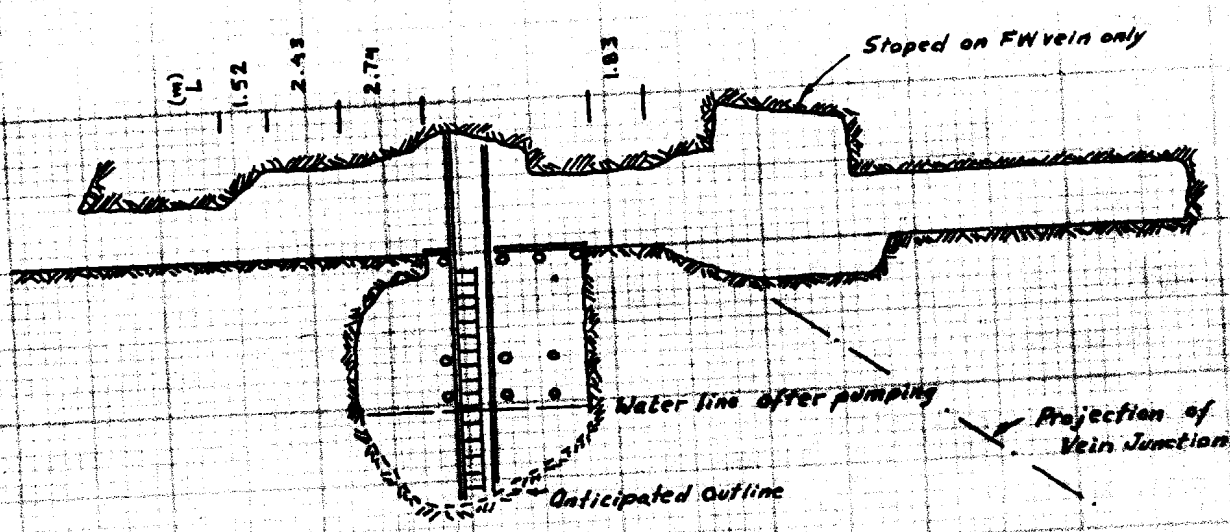 Stoped on FW vein only
(m)
L
1.52
2.43
2.74
1.83
Water line after pumping
Projection of
Vein Junction
Anticipated Outline